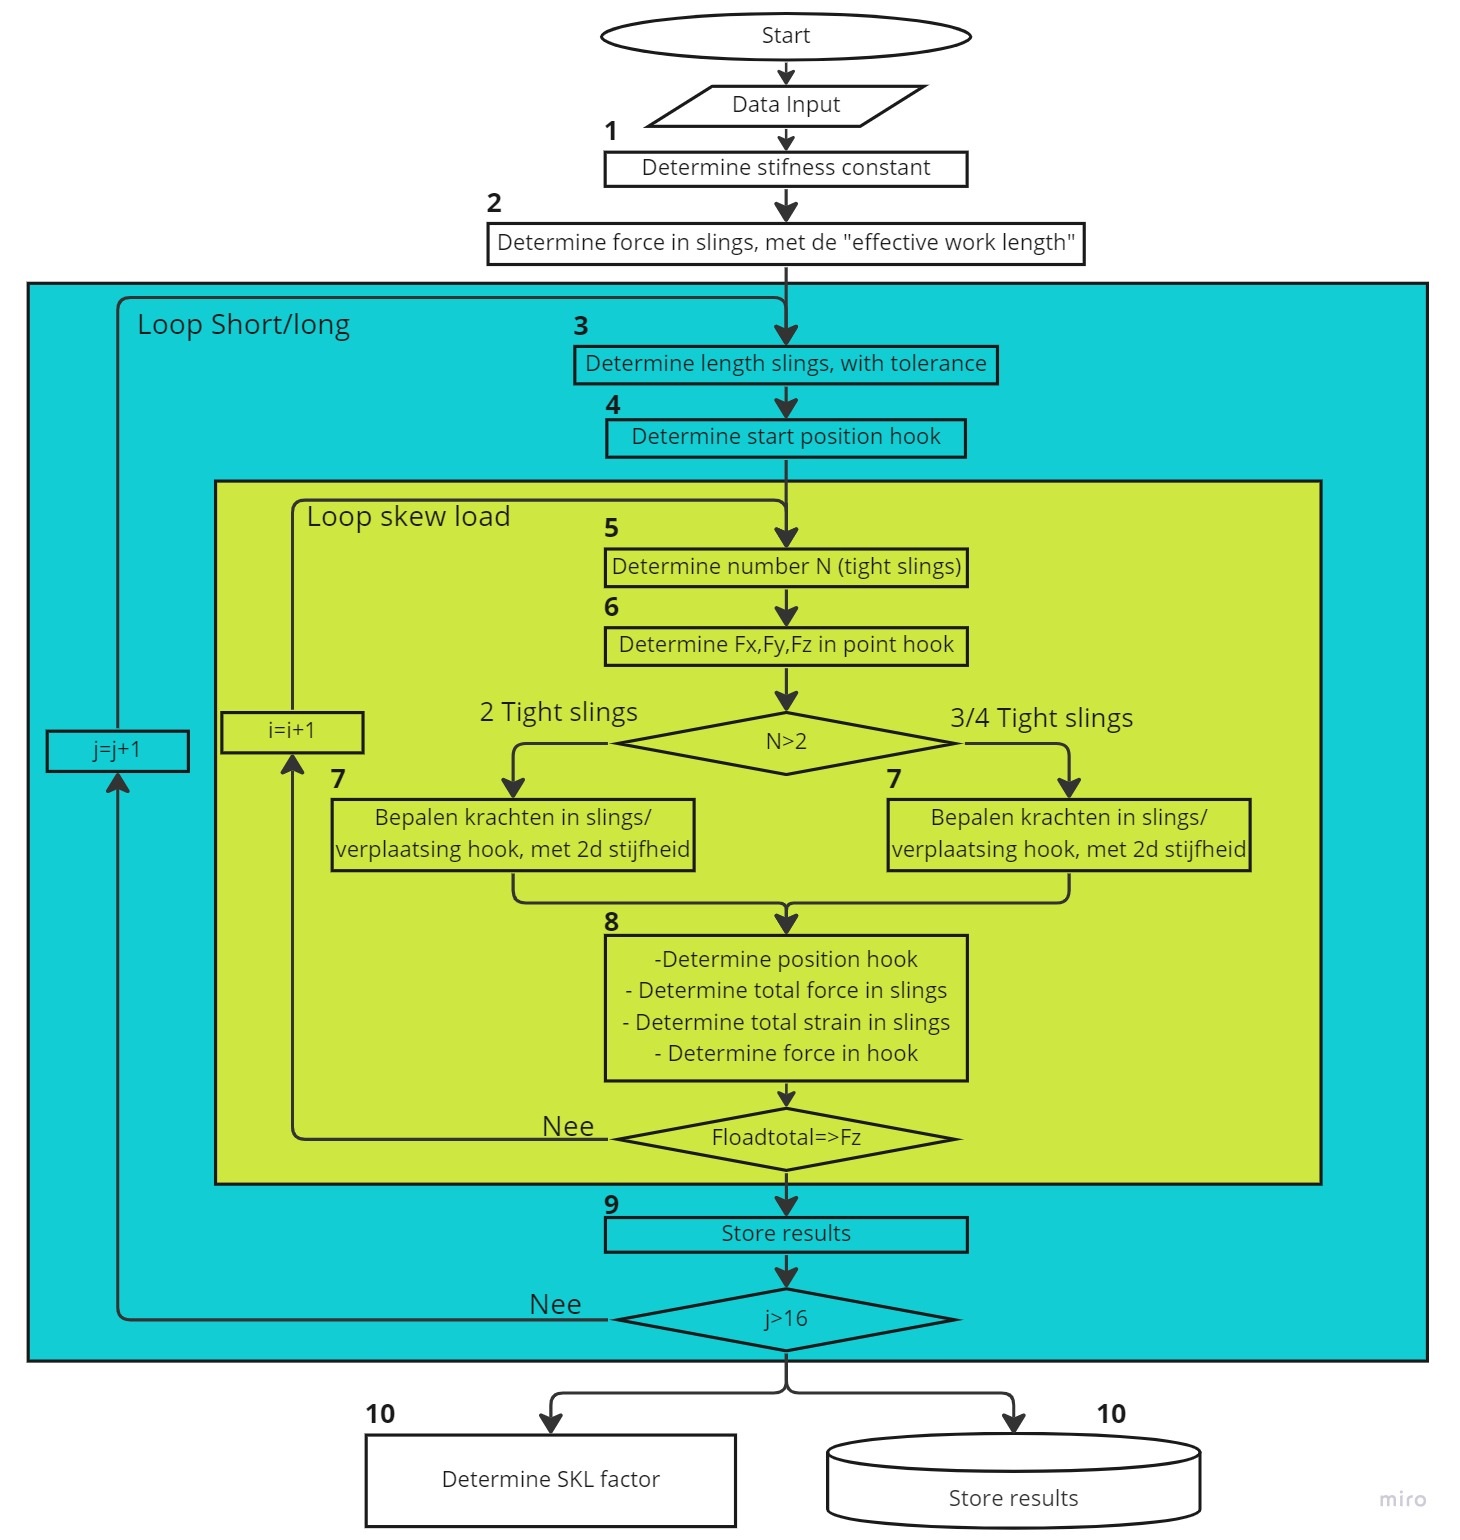 Start
Data Input
1
Determine stifness constant
2
Determine force in slings, met de "effective work length"
Loop Short/long
3
Determine length slings, with tolerance
4
Determine start position hook
Loop skew load
5
Determine number N (tight slings)
6
Determine Fx,Fy,Fz in point hook
2 Tight slings
3/4 Tight slings
N>2
i=i+1
j=j+1
7
Bepalen krachten in slings/
verplaatsing hook, met 2d stijfheid
7
Bepalen krachten in slings/
verplaatsing hook, met 2d stijfheid
8
-Determine position hook
- Determine total force in slings
- Determine total strain in slings
- Determine force in hook
Nee
Floadtotal=>Fz
9
Store results
Nee
j>16
10
Determine SKL factor
10
Store results
miro